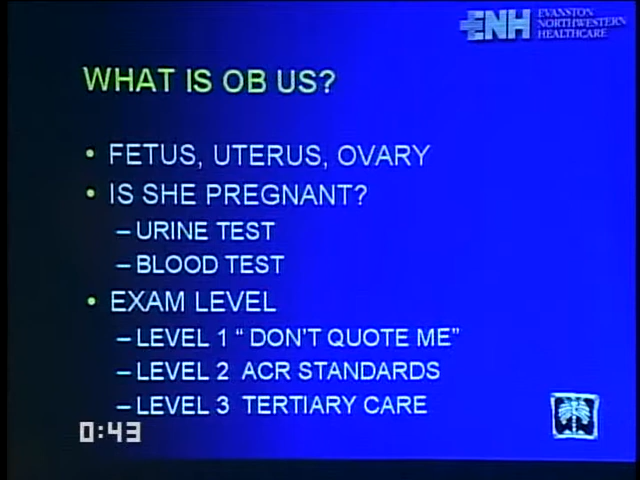 ENH
EVANSTON
NORTHWESTERN
HEALTHCARE
WHAT IS OB US?
• FETUS, UTERUS, OVARY
• IS SHE PREGNANT?
– URINE TEST
– BLOOD TEST
• EXAM LEVEL
– LEVEL 1 “ DON'T QUOTE ME”
– LEVEL 2 ACR STANDARDS
– LEVEL 3 TERTIARY CARE
0:43